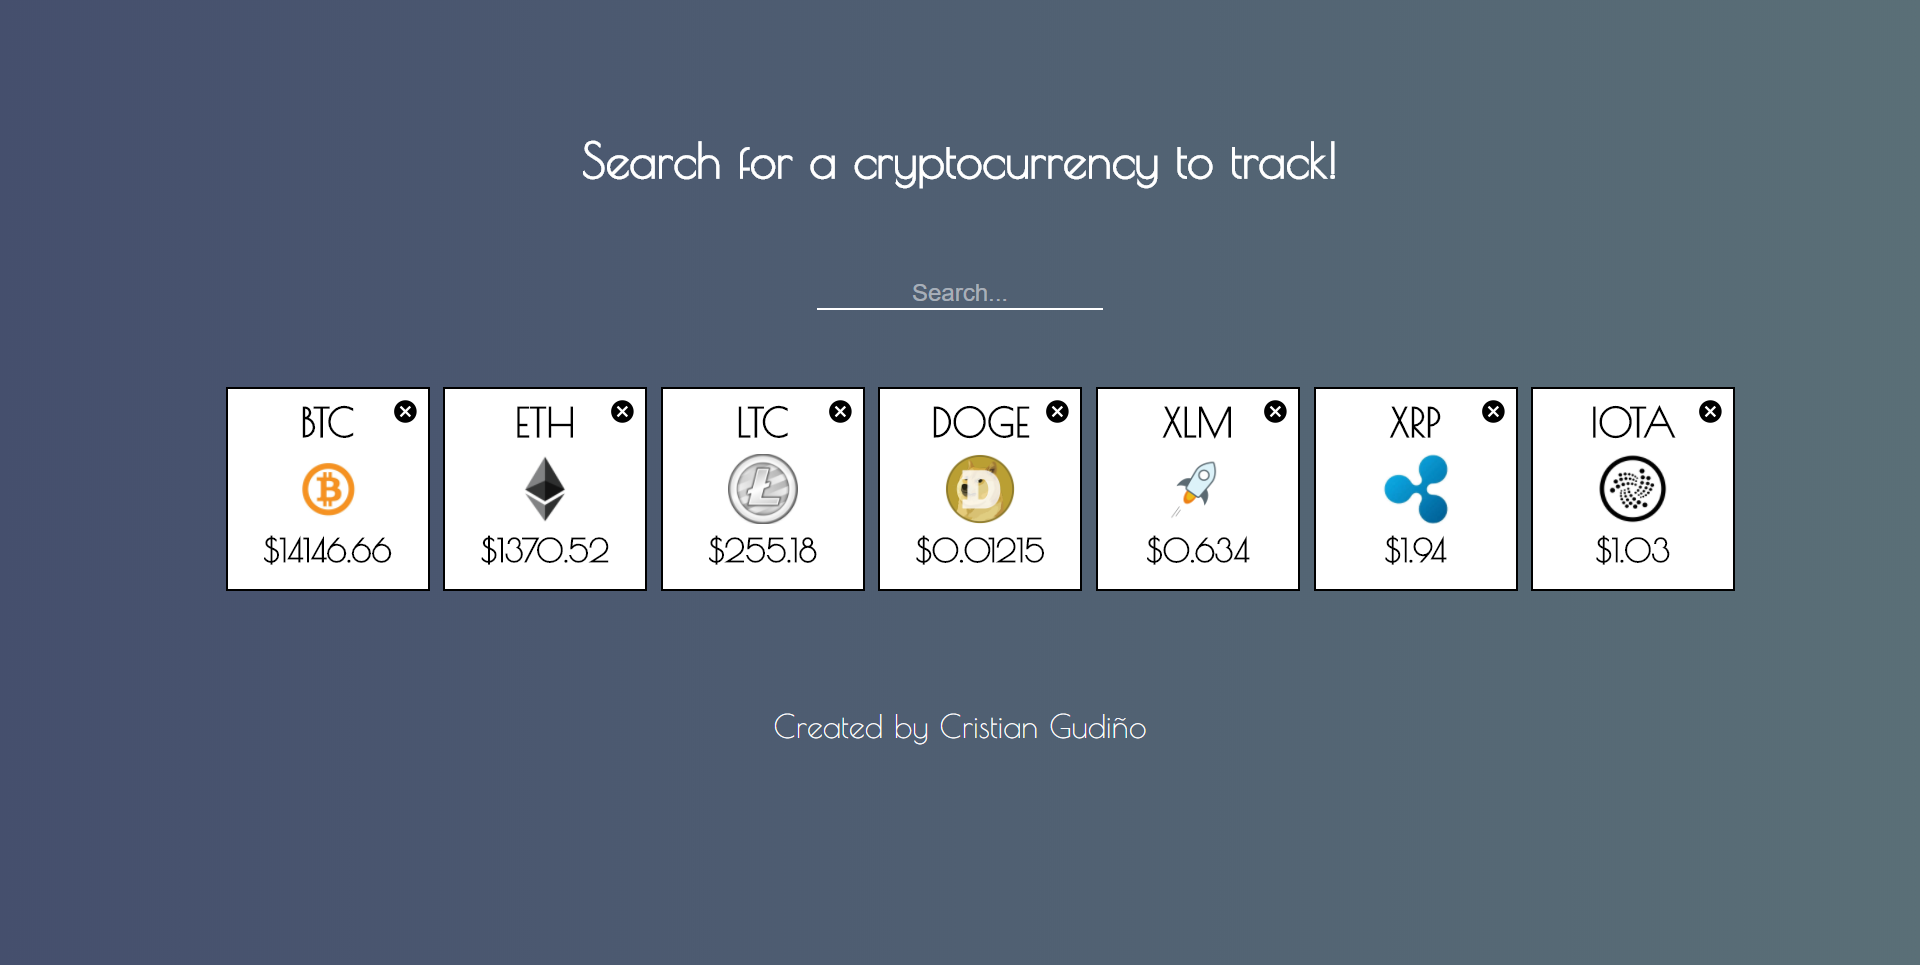 Search for a cryptocurrency to track!
Search...
BTC
ETH
LTC
DOGE
XLM
XRP
IOTA
$14146.66
$1370.52
$255.18
$0.01215
$0.634
$1.94
$1.03
Created by Cristian Gudiño